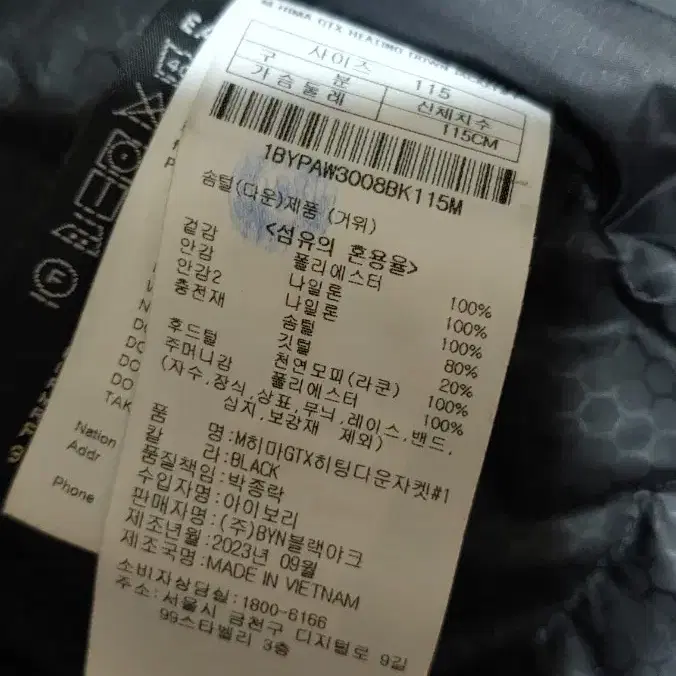 M HIMA GTX HEATING DOWN JACKET#1
구 분 사이즈 신체치수
가슴둘레 115 115CM
1BYPAW3008BK115M
솜털(다운)제품 (거위)
<섬유의 혼용율>
겉감 폴리에스터 100%
안감 나일론 100%
안감2 나일론 100%
충전재 솜털 80%
깃털 20%
후드털 천연모피(라쿤) 100%
주머니감 폴리에스터 100%
(자수,장식,상표,무늬,레이스,밴드,
심지,보강재 제외)
품 명:M히마GTX히팅다운자켓#1
칼 라:BLACK
품질책임:박종락
수입자명:아이보리
판매자명:(주)BYN블랙야크
제조년월:2023년 09월
제조국명:MADE IN VIETNAM
소비자상담실:1800-6166
주소:서울시 금천구 디지털로 9길
99스타밸리 3층
DO
DO
DO
TAK
Nation
Addr
Phone